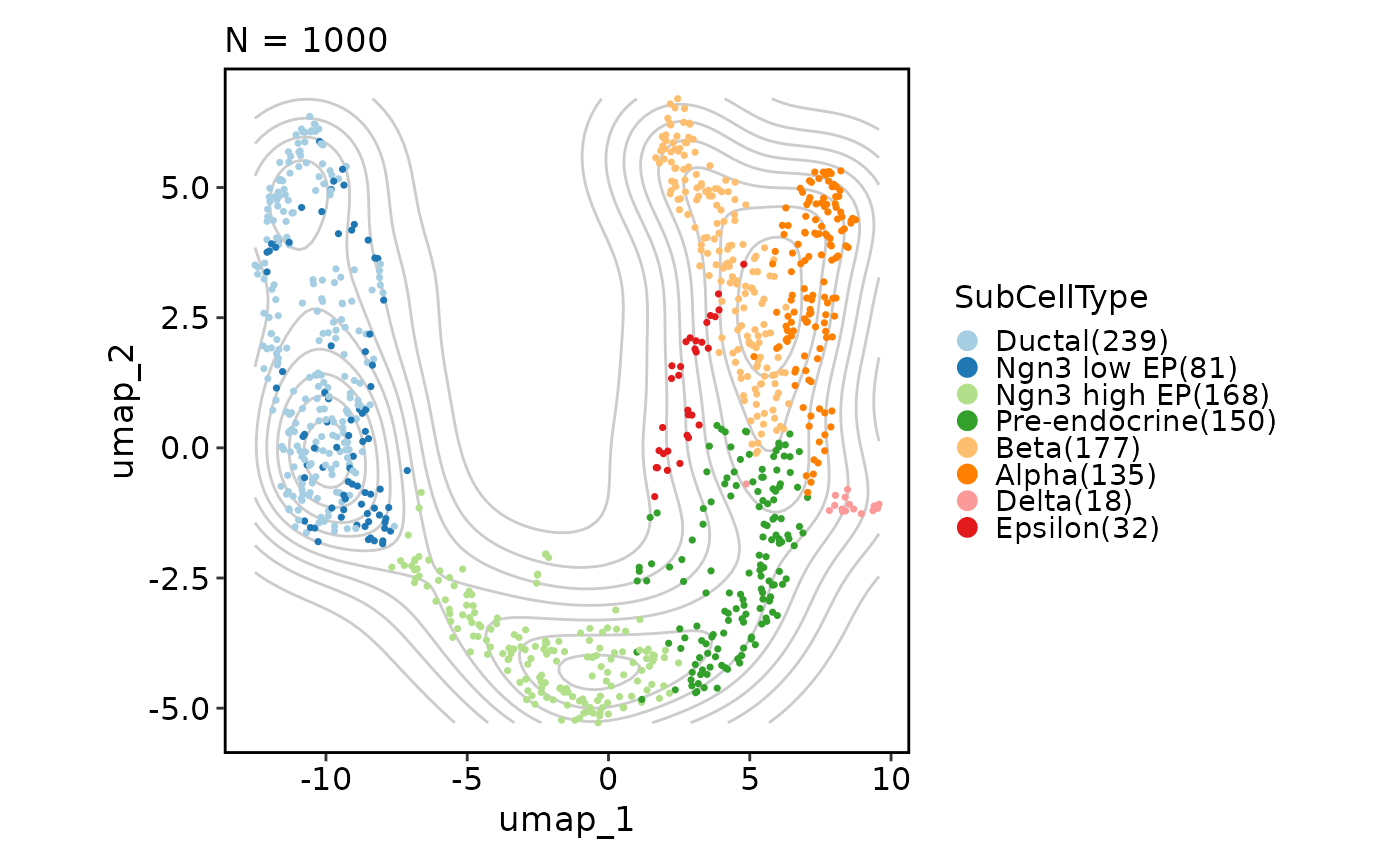 N = 1000
umap_2
5.0
2.5
0.0
-2.5
-5.0
-10
-5
0
5
10
umap_1
SubCellType
Ductal(239)
Ngn3 low EP(81)
Ngn3 high EP(168)
Pre-endocrine(150)
Beta(177)
Alpha(135)
Delta(18)
Epsilon(32)